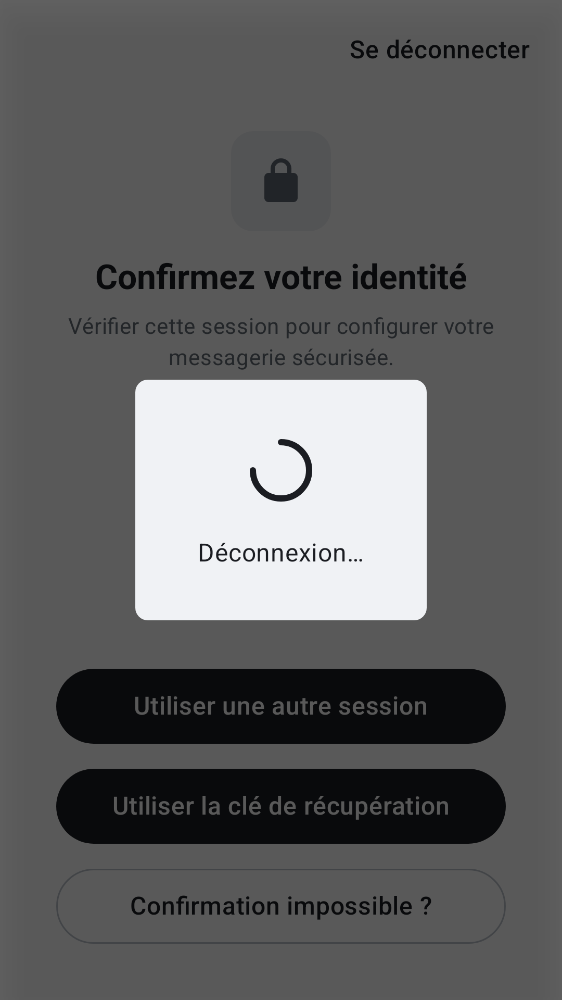 Se déconnecter
Confirmez votre identité
Vérifier cette session pour configurer votre
messagerie sécurisée.
Déconnexion…
Utiliser une autre session
Utiliser la clé de récupération
Confirmation impossible ?